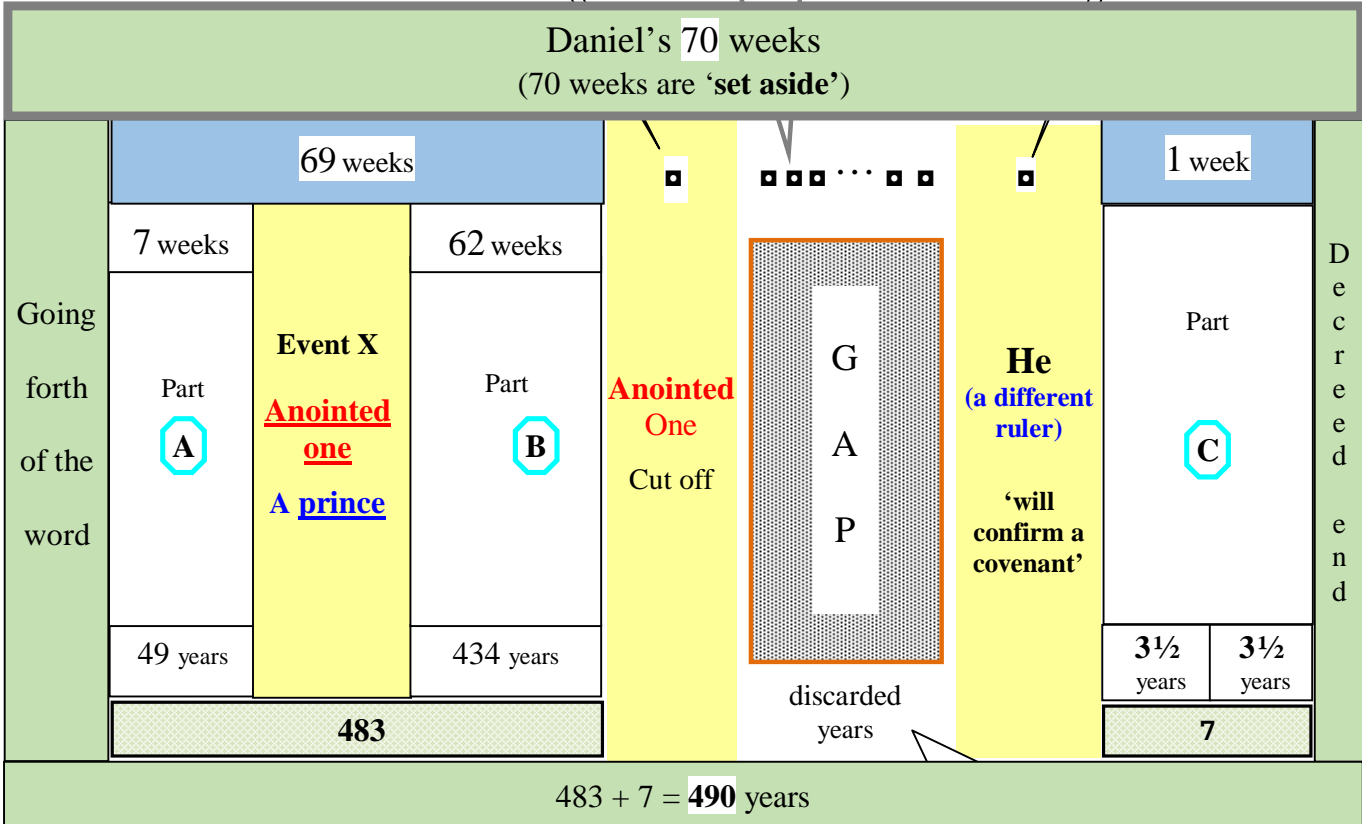 Daniel’s 70 weeks
(70 weeks are ‘set aside’)
69 weeks
1 week
7 weeks
62 weeks
Going
forth
of the
word
Part
A
49 years
Event X
Anointed
one
A prince
Part
B
434 years
483
Anointed
One
Cut off
...
G
A
P
discarded
years
He
(a different
ruler)
‘will
confirm a
covenant’
Part
C
3½
years
3½
years
7
D
e
c
r
e
e
d
e
n
d
483 + 7 = 490 years